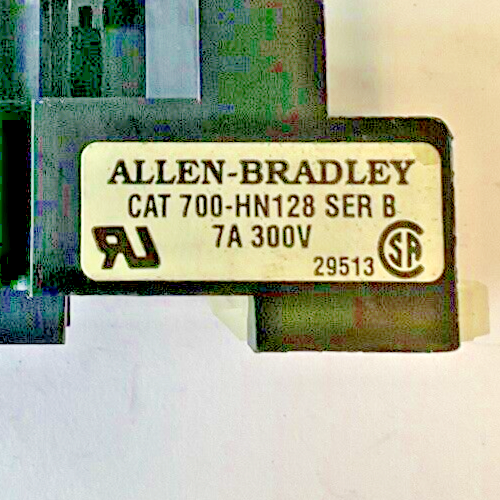 ALLEN-BRADLEY
CAT 700-HN128 SER B
7A 300V
29513